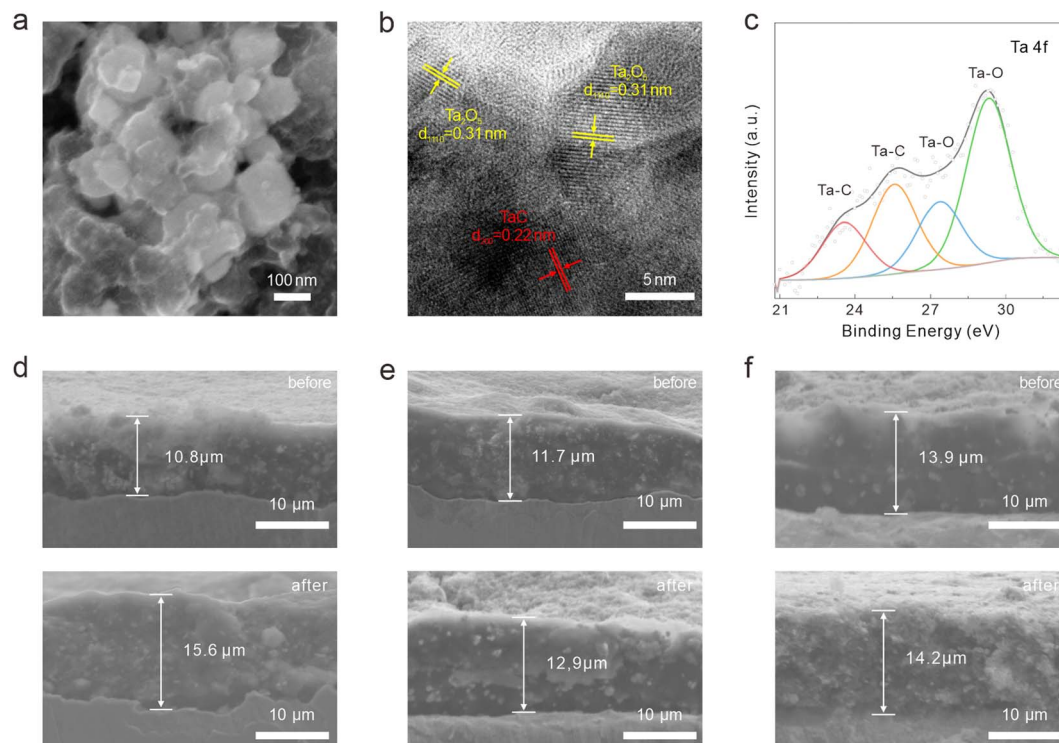 a
100 nm
b
Ta₂O₅
d₁₁₁₀=0.31 nm
Ta₂O₅
d₁₁₁₀=0.31 nm
TaC
=0.22 nm
5 nm
c
Ta 4f
Ta-C
Ta-C
Ta-O
Ta-O
Intensity (a.u.)
21 24 27 30
Binding Energy (eV)
d
before
10.8μm
10 μm
after
15.6 μm
10 μm
e
before
11.7 μm
10 μm
after
12,9μm
10 μm
f
before
13.9 μm
10 μm
after
14.2μm
10 μm